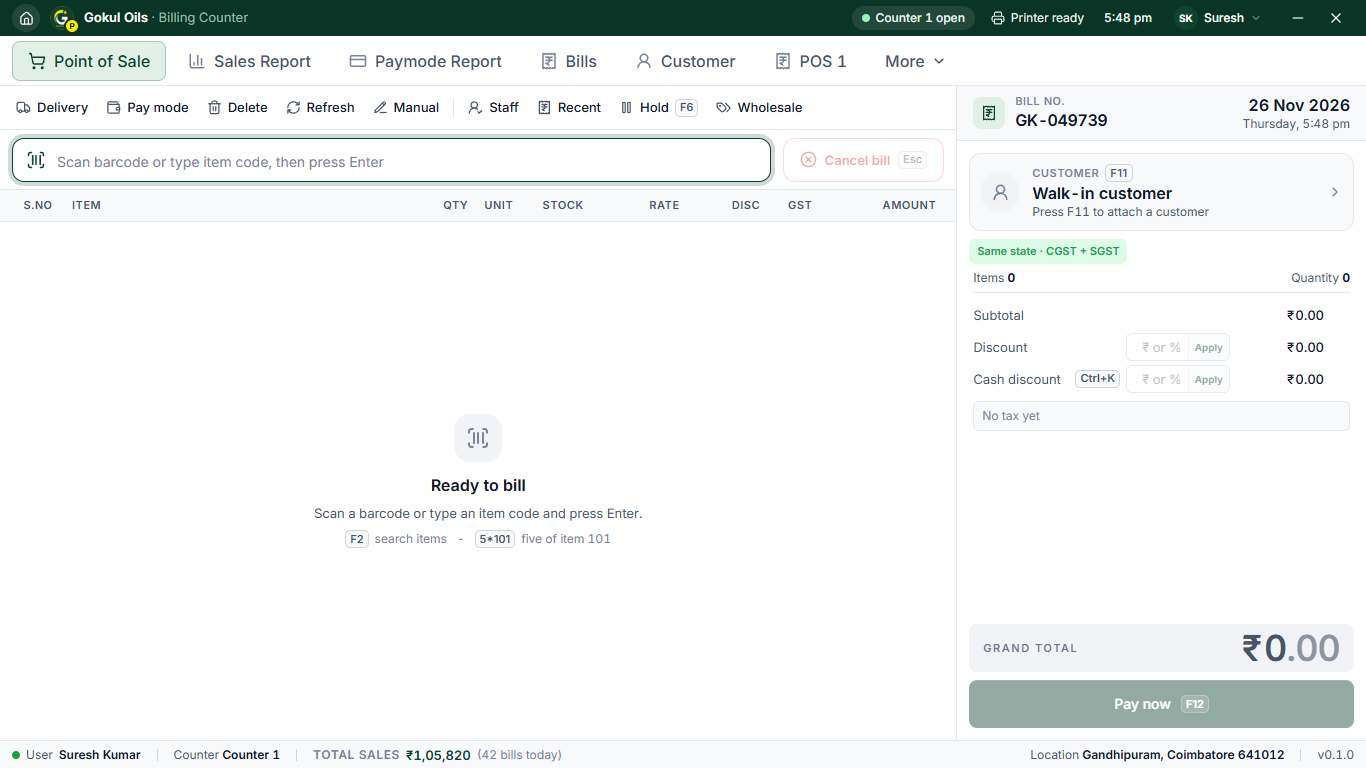 Gokul Oils · Billing Counter
Counter 1 open
Printer ready
5:48 pm
SK Suresh
Point of Sale
Sales Report
Paymode Report
Bills
Customer
POS 1
More
Delivery
Pay mode
Delete
Refresh
Manual
Staff
Recent
Hold F6
Wholesale
Scan barcode or type item code, then press Enter
Cancel bill Esc
S.NO ITEM QTY UNIT STOCK RATE DISC GST AMOUNT
Ready to bill
Scan a barcode or type an item code and press Enter.
F2 search items - 5*101 five of item 101
BILL NO.
GK-049739
26 Nov 2026
Thursday, 5:48 pm
CUSTOMER F11
Walk-in customer
Press F11 to attach a customer
Same state · CGST + SGST
Items 0 Quantity 0
Subtotal ₹0.00
Discount ₹ or % Apply ₹0.00
Cash discount Ctrl+K ₹ or % Apply ₹0.00
No tax yet
GRAND TOTAL ₹0.00
Pay now F12
User Suresh Kumar
Counter Counter 1
TOTAL SALES ₹1,05,820 (42 bills today)
Location Gandhipuram, Coimbatore 641012
v0.1.0